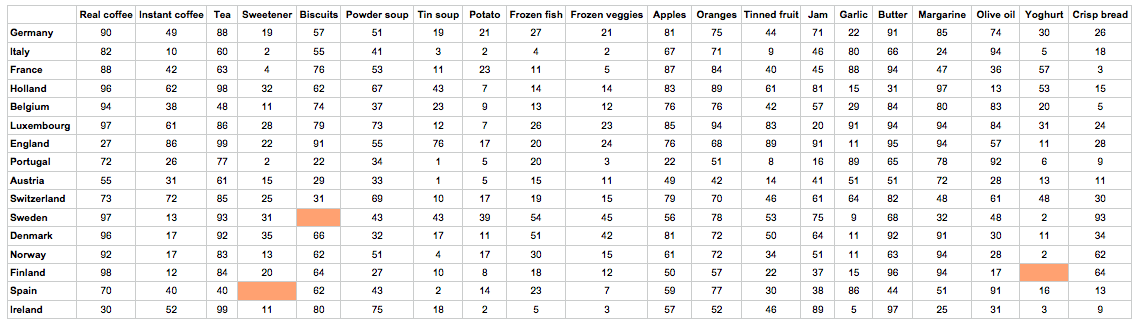 Real coffee Instant coffee Tea Sweetener Biscuits Powder soup Tin soup Potato Frozen fish Frozen veggies Apples Oranges Tinned fruit Jam Garlic Butter Margarine Olive oil Yoghurt Crisp bread
Germany 90 49 88 19 57 51 19 21 27 21 81 75 44 71 22 91 85 74 30 26
Italy 82 10 60 2 55 41 3 2 4 2 67 71 9 46 80 66 24 94 5 18
France 88 42 63 4 76 53 11 23 11 5 87 84 40 45 88 94 47 36 57 3
Holland 96 62 98 32 62 67 43 7 14 14 83 89 61 81 15 31 97 13 53 15
Belgium 94 38 48 11 74 37 23 9 13 12 76 76 42 57 29 84 80 83 20 5
Luxembourg 97 61 86 28 79 73 12 7 26 23 85 94 83 20 91 94 94 84 31 24
England 27 86 99 22 91 55 76 17 20 24 76 68 89 91 11 95 94 57 11 28
Portugal 72 26 77 2 22 34 1 5 20 3 22 51 8 16 89 65 78 92 6 9
Austria 55 31 61 15 29 33 1 5 15 11 49 42 14 41 51 51 72 28 13 11
Switzerland 73 72 85 25 31 69 10 17 19 15 79 70 46 61 64 82 48 61 48 30
Sweden 97 13 93 31 43 43 39 54 45 56 78 53 75 9 68 32 48 2 93
Denmark 96 17 92 35 66 32 17 11 51 42 81 72 50 64 11 92 91 30 11 34
Norway 92 17 83 13 62 51 4 17 30 15 61 72 34 51 11 63 94 28 2 62
Finland 98 12 84 20 64 27 10 8 18 12 50 57 22 37 15 96 94 17 64
Spain 70 40 40 62 43 2 14 23 7 59 77 30 38 86 44 51 91 16 13
Ireland 30 52 99 11 80 75 18 2 5 3 57 52 46 89 5 97 25 31 3 9